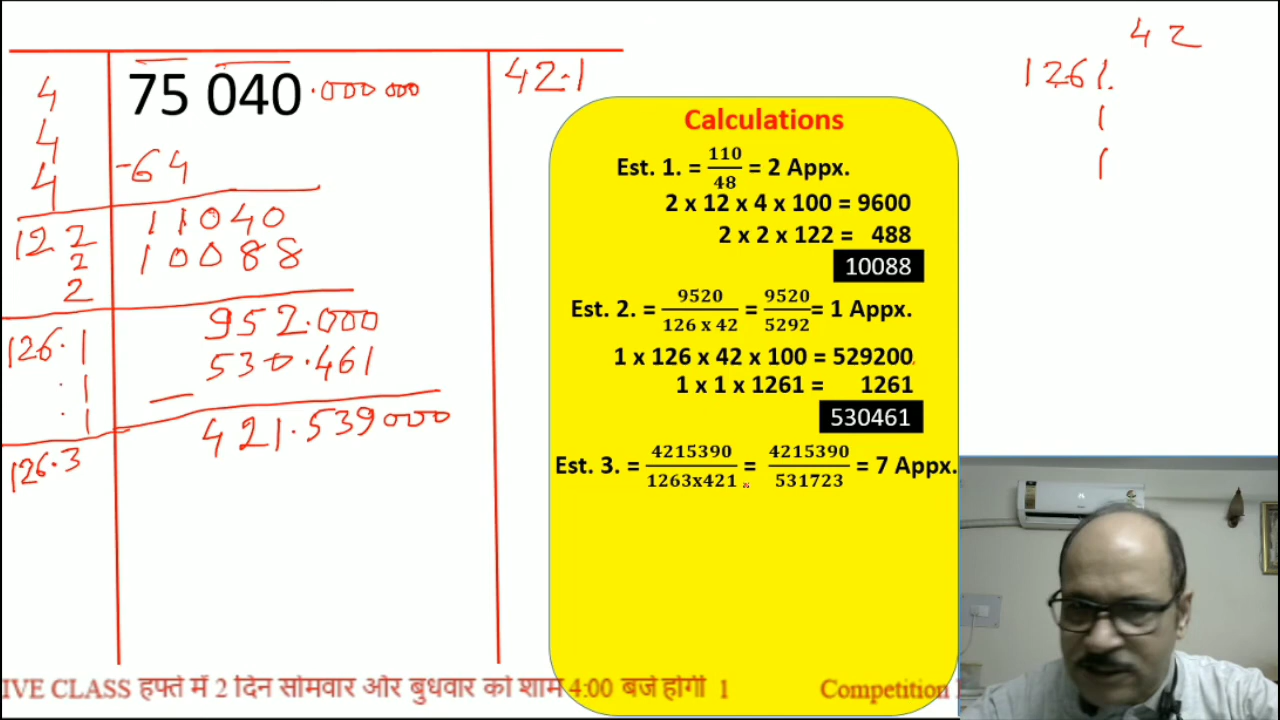 4 2
1261.
1
1
4
4
4
75 040 .000 000
42.1
-64
122
2
2
11040
10088
126.1
.1
.1
952.000
530.461
126.3
421.539000
Calculations
Est. 1. = 110/48 = 2 Appx.
2 x 12 x 4 x 100 = 9600
2 x 2 x 122 = 488
10088
Est. 2. = 9520/126 x 42 = 9520/5292 = 1 Appx.
1 x 126 x 42 x 100 = 529200
1 x 1 x 1261 = 1261
530461
Est. 3. = 4215390/1263x421 = 4215390/531723 = 7 Appx.
IVE CLASS हफ्ते में 2 दिन सोमवार और बुधवार को शाम 4:00 बजे होगी 1
Competition